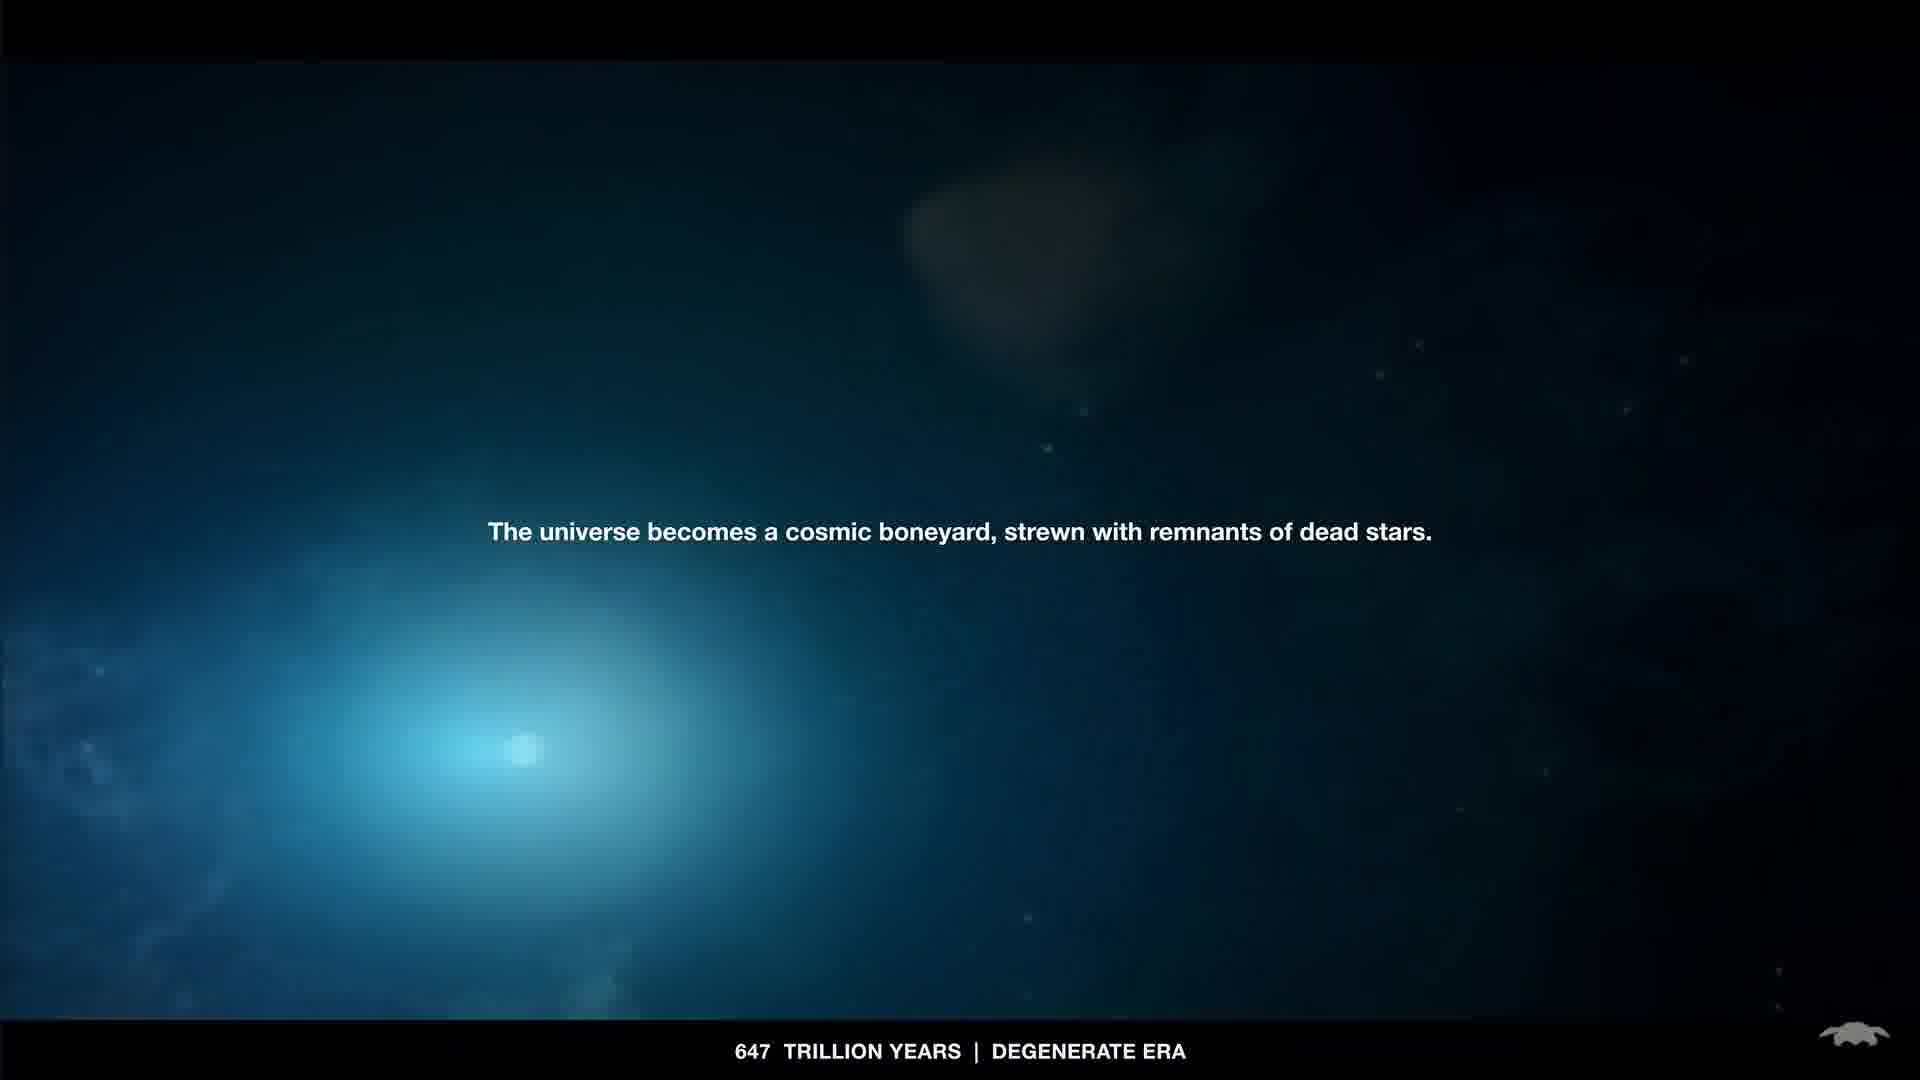 The universe becomes a cosmic boneyard, strewn with remnants of dead stars.
647 TRILLION YEARS | DEGENERATE ERA